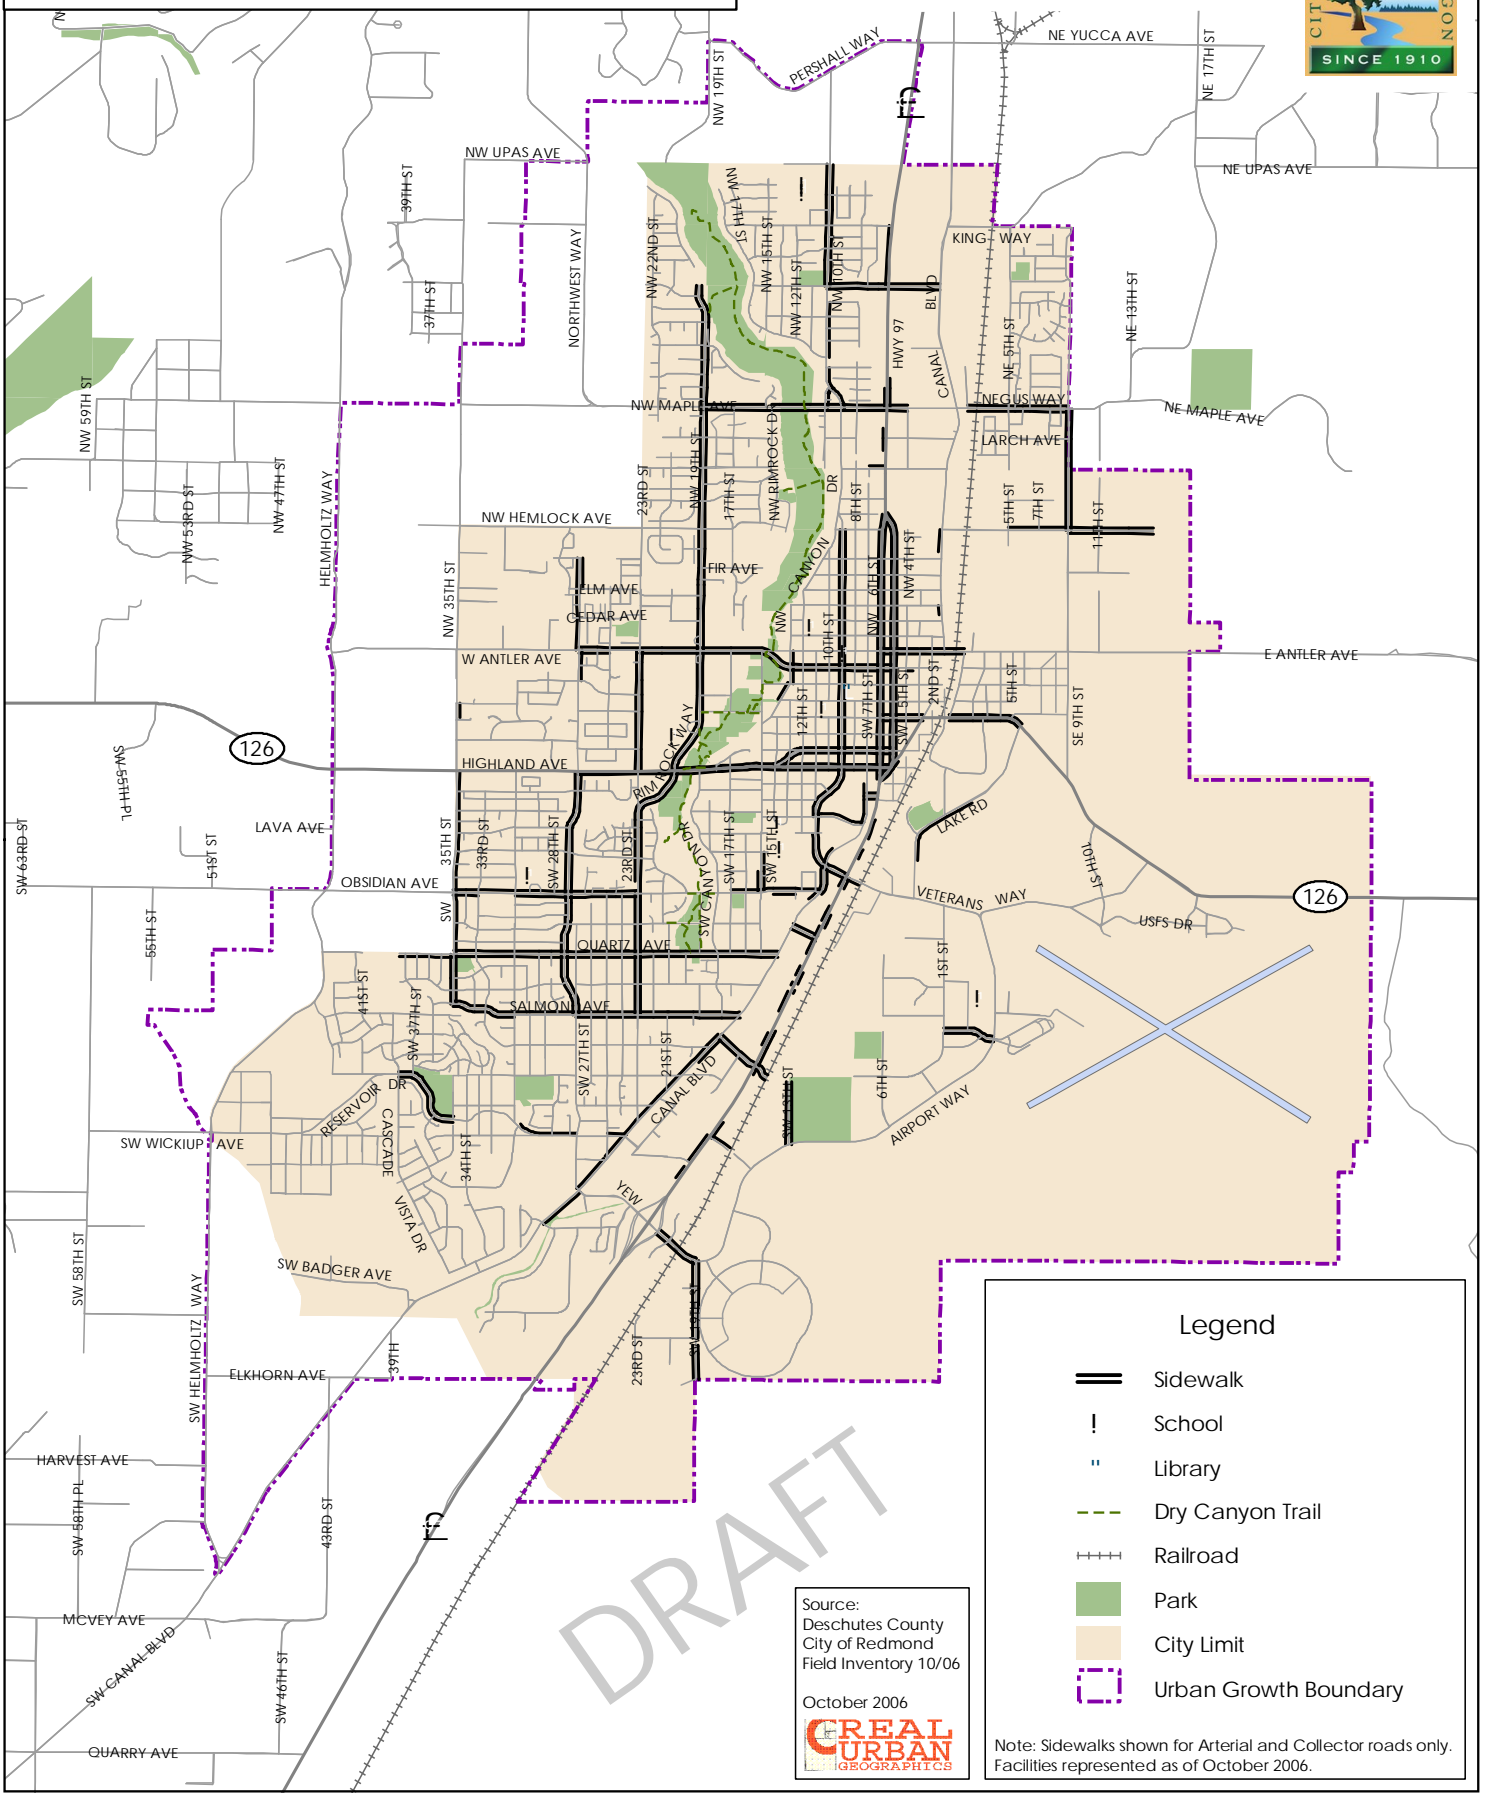 SINCE 1910
NE YUCCA AVE
PERSHALL WAY
NW 19TH ST
NE 17TH ST
NW UPAS AVE
NE UPAS AVE
39TH ST
NW 17TH ST
NW 22ND ST
NW 15TH ST
NORTHWEST WAY
KING WAY
NW 12TH ST
NW 10TH ST
37TH ST
BLVD
NE 13TH ST
HWY 97
NE 5TH ST
CANAL
NW 59TH ST
NW MAPLE AVE
NEGUS WAY
NE MAPLE AVE
LARCH AVE
NW RIMROCK D
NW 19TH ST
23RD ST
17TH ST
DR
8TH ST
5TH ST
7TH ST
11TH ST
NW 47TH ST
NW 53RD ST
HELMHOLTZ WAY
NW HEMLOCK AVE
NW 35TH ST
FIR AVE
CANYON
NW
6TH ST
NW
NW 4TH ST
ELM AVE
CEDAR AVE
10TH ST
W ANTLER AVE
E ANTLER AVE
2ND ST
5TH ST
12TH ST
SW 7TH ST
SW 5TH ST
SE 9TH ST
126
HIGHLAND AVE
RIM ROCK WAY
SW 55TH PL
LAVA AVE
LAKE RD
SW 63RD ST
51ST ST
35TH ST
SW
33RD ST
SW 28TH ST
23RD ST
SW CANYON DR
SW 17TH ST
SW 15TH ST
10TH ST
OBSIDIAN AVE
VETERANS WAY
126
USFS DR
55TH ST
QUARTZ AVE
1ST ST
41ST ST
SW 37TH ST
SALMON AVE
SW 27TH ST
21ST ST
CANAL BLVD
SW 13TH ST
6TH ST
AIRPORT WAY
RESERVOIR DR
CASCADE
VISTA DR
34TH ST
SW WICKIUP AVE
YEW
SW 58TH ST
SW BADGER AVE
SW HELMHOLTZ WAY
SW 19TH ST
23RD ST
39TH
ELKHORN AVE
HARVEST AVE
SW 58TH PL
43RD ST
MCVEY AVE
SW CANAL BLVD
SW 46TH ST
QUARRY AVE
DRAFT
Legend
Sidewalk
! School
" Library
Dry Canyon Trail
Railroad
Park
City Limit
Urban Growth Boundary
Note: Sidewalks shown for Arterial and Collector roads only.
Facilities represented as of October 2006.
Source:
Deschutes County
City of Redmond
Field Inventory 10/06
October 2006
REAL
URBAN
GEOGRAPHICS